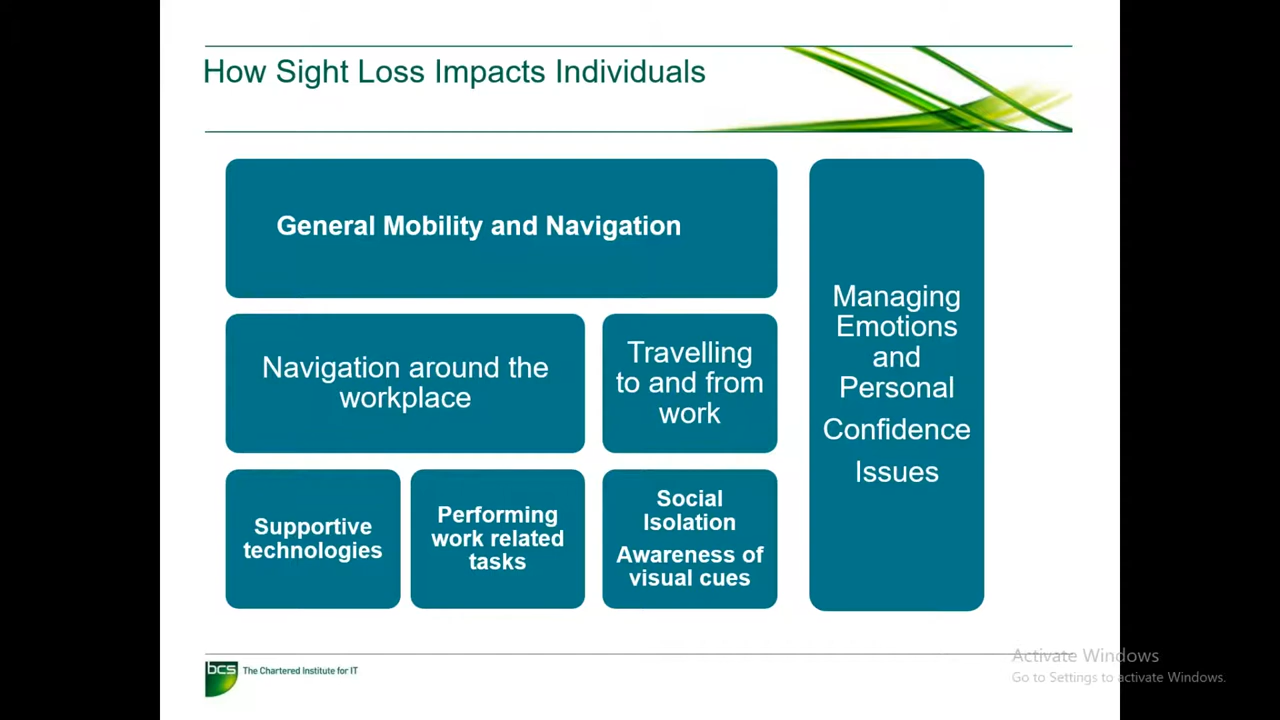 How Sight Loss Impacts Individuals
General Mobility and Navigation
Navigation around the
workplace
Travelling
to and from
work
Supportive
technologies
Performing
work related
tasks
Social
Isolation
Awareness of
visual cues
Managing
Emotions
and
Personal
Confidence
Issues
bcs The Chartered Institute for IT
Activate Windows
Go to Settings to activate Windows.